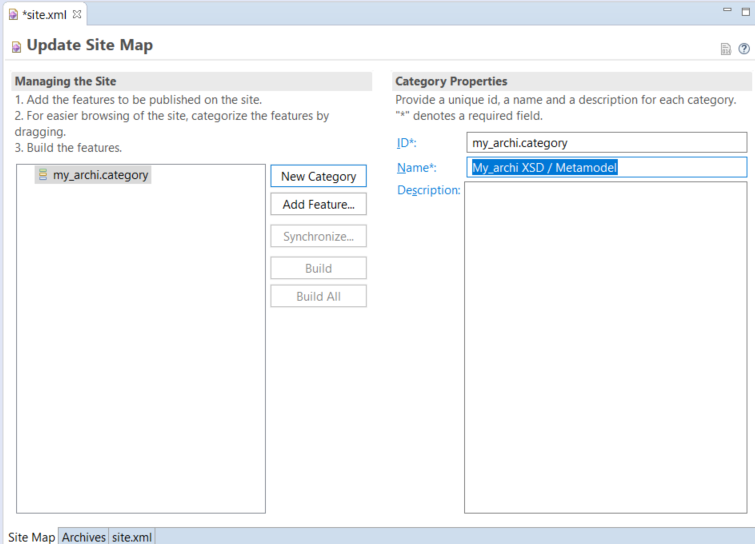 *site.xml
Update Site Map
Managing the Site
1. Add the features to be published on the site.
2. For easier browsing of the site, categorize the features by
dragging.
3. Build the features.
my_archi.category
New Category
Add Feature...
Synchronize...
Build
Build All
Category Properties
Provide a unique id, a name and a description for each category.
"*" denotes a required field.
ID*:
my_archi.category
Name*:
My_archi XSD / Metamodel
Description:
Site Map Archives site.xml